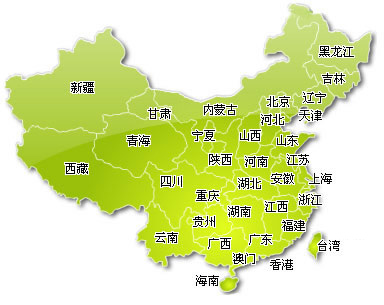 黑龙江
吉林
新疆
辽宁
北京
内蒙古
甘肃
天津
河北
宁夏
山西
山东
青海
陕西
河南
江苏
西藏
四川
安徽
上海
湖北
重庆
浙江
江西
湖南
贵州
福建
云南
广西
广东
台湾
澳门
香港
海南